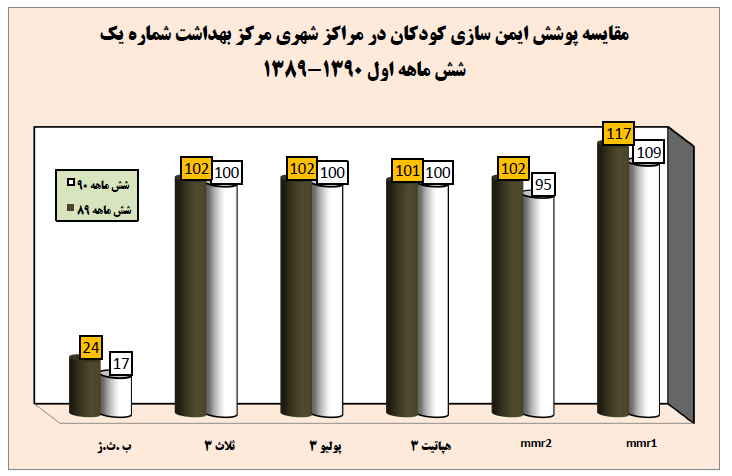 مقایسه پوشش ایمن سازی کودکان در مراکز شهری مرکز بهداشت شماره یک
شش ماهه اول ۱۳۹۰-۱۳۸۹
117
109
102
100
102
100
101
100
102
95
شش ماهه ۹۰
شش ماهه ۸۹
24
17
ب .ث.ژ
ثلاث ۳
پولیو ۳
هپاتیت ۳
mmr2
mmr1